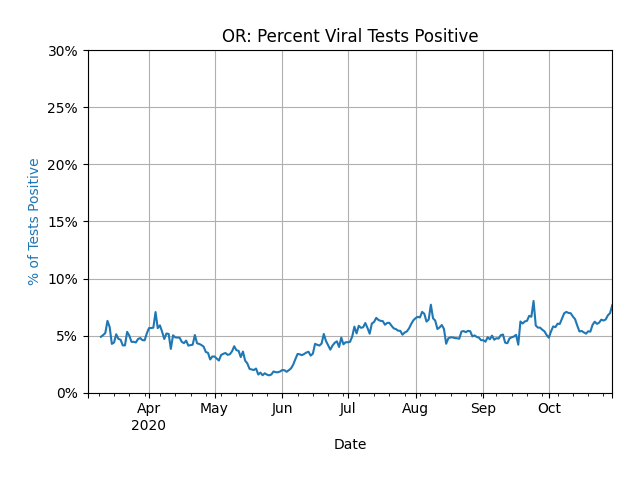 OR: Percent Viral Tests Positive
30%
25%
20%
15%
10%
5%
0%
% of Tests Positive
Apr May Jun Jul Aug Sep Oct
2020
Date